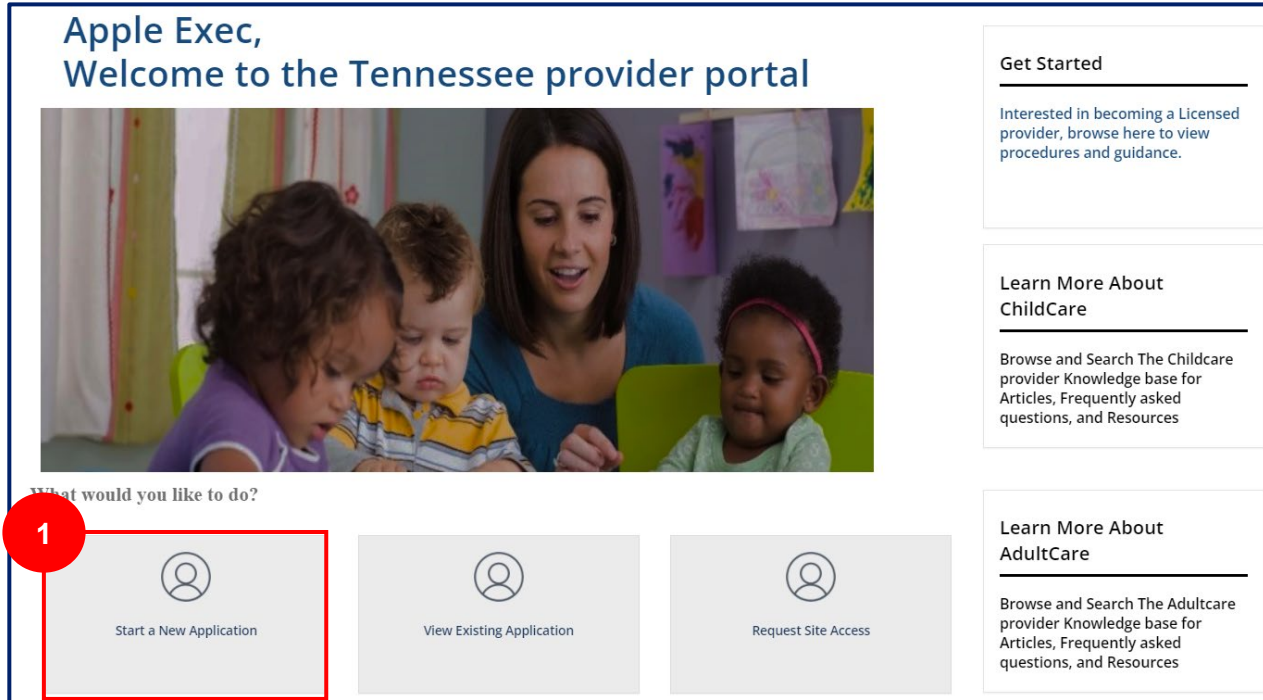 Apple Exec,
Welcome to the Tennessee provider portal
What would you like to do?
1
Start a New Application
View Existing Application
Request Site Access
Get Started
Interested in becoming a Licensed
provider, browse here to view
procedures and guidance.
Learn More About
ChildCare
Browse and Search The Childcare
provider Knowledge base for
Articles, Frequently asked
questions, and Resources
Learn More About
AdultCare
Browse and Search The Adultcare
provider Knowledge base for
Articles, Frequently asked
questions, and Resources